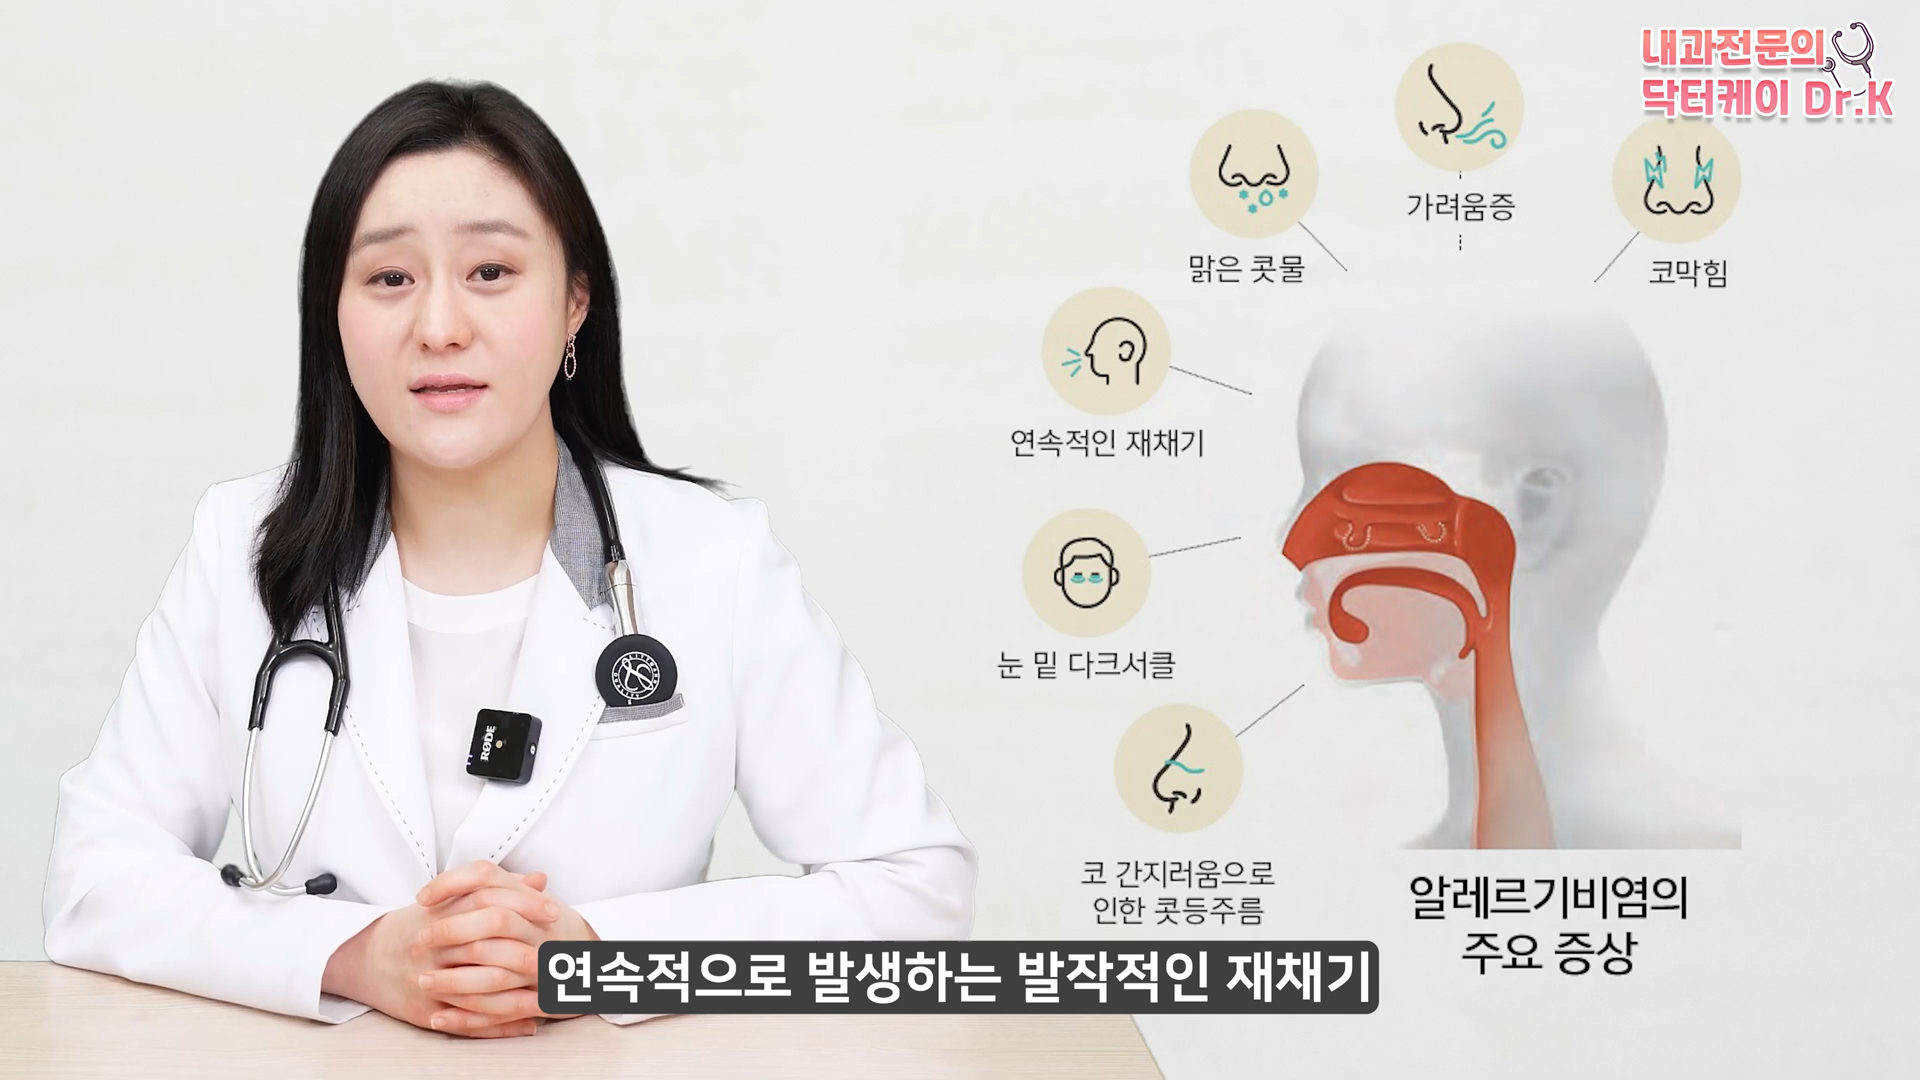 내과전문의
닥터케이 Dr.K
가려움증
맑은 콧물
코막힘
연속적인 재채기
눈 밑 다크서클
RØDE
코 간지러움으로
인한 콧등주름
알레르기비염의
주요 증상
연속적으로 발생하는 발작적인 재채기